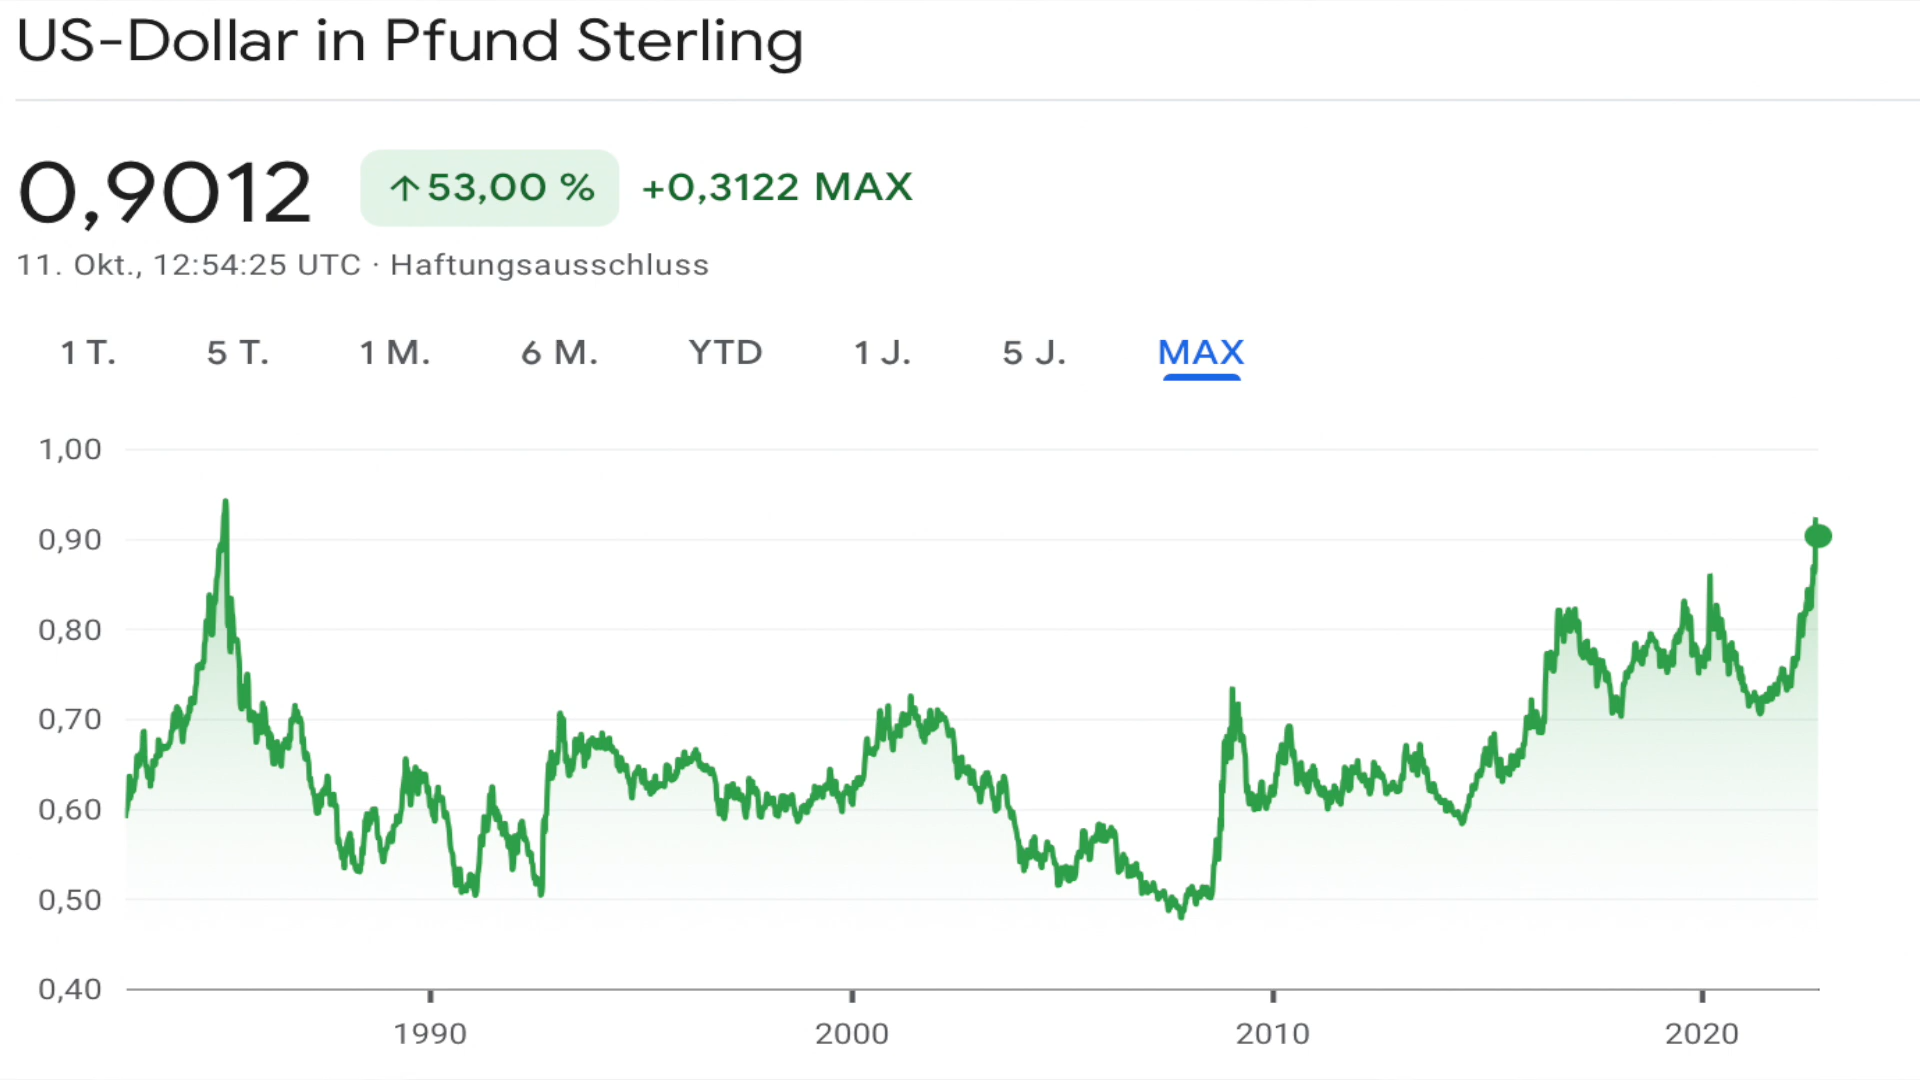 US-Dollar in Pfund Sterling
0,9012 ↑53,00 % +0,3122 MAX
11. Okt., 12:54:25 UTC · Haftungsausschluss
1 T. 5 T. 1 M. 6 M. YTD 1 J. 5 J. MAX
1,00
0,90
0,80
0,70
0,60
0,50
0,40
1990 2000 2010 2020